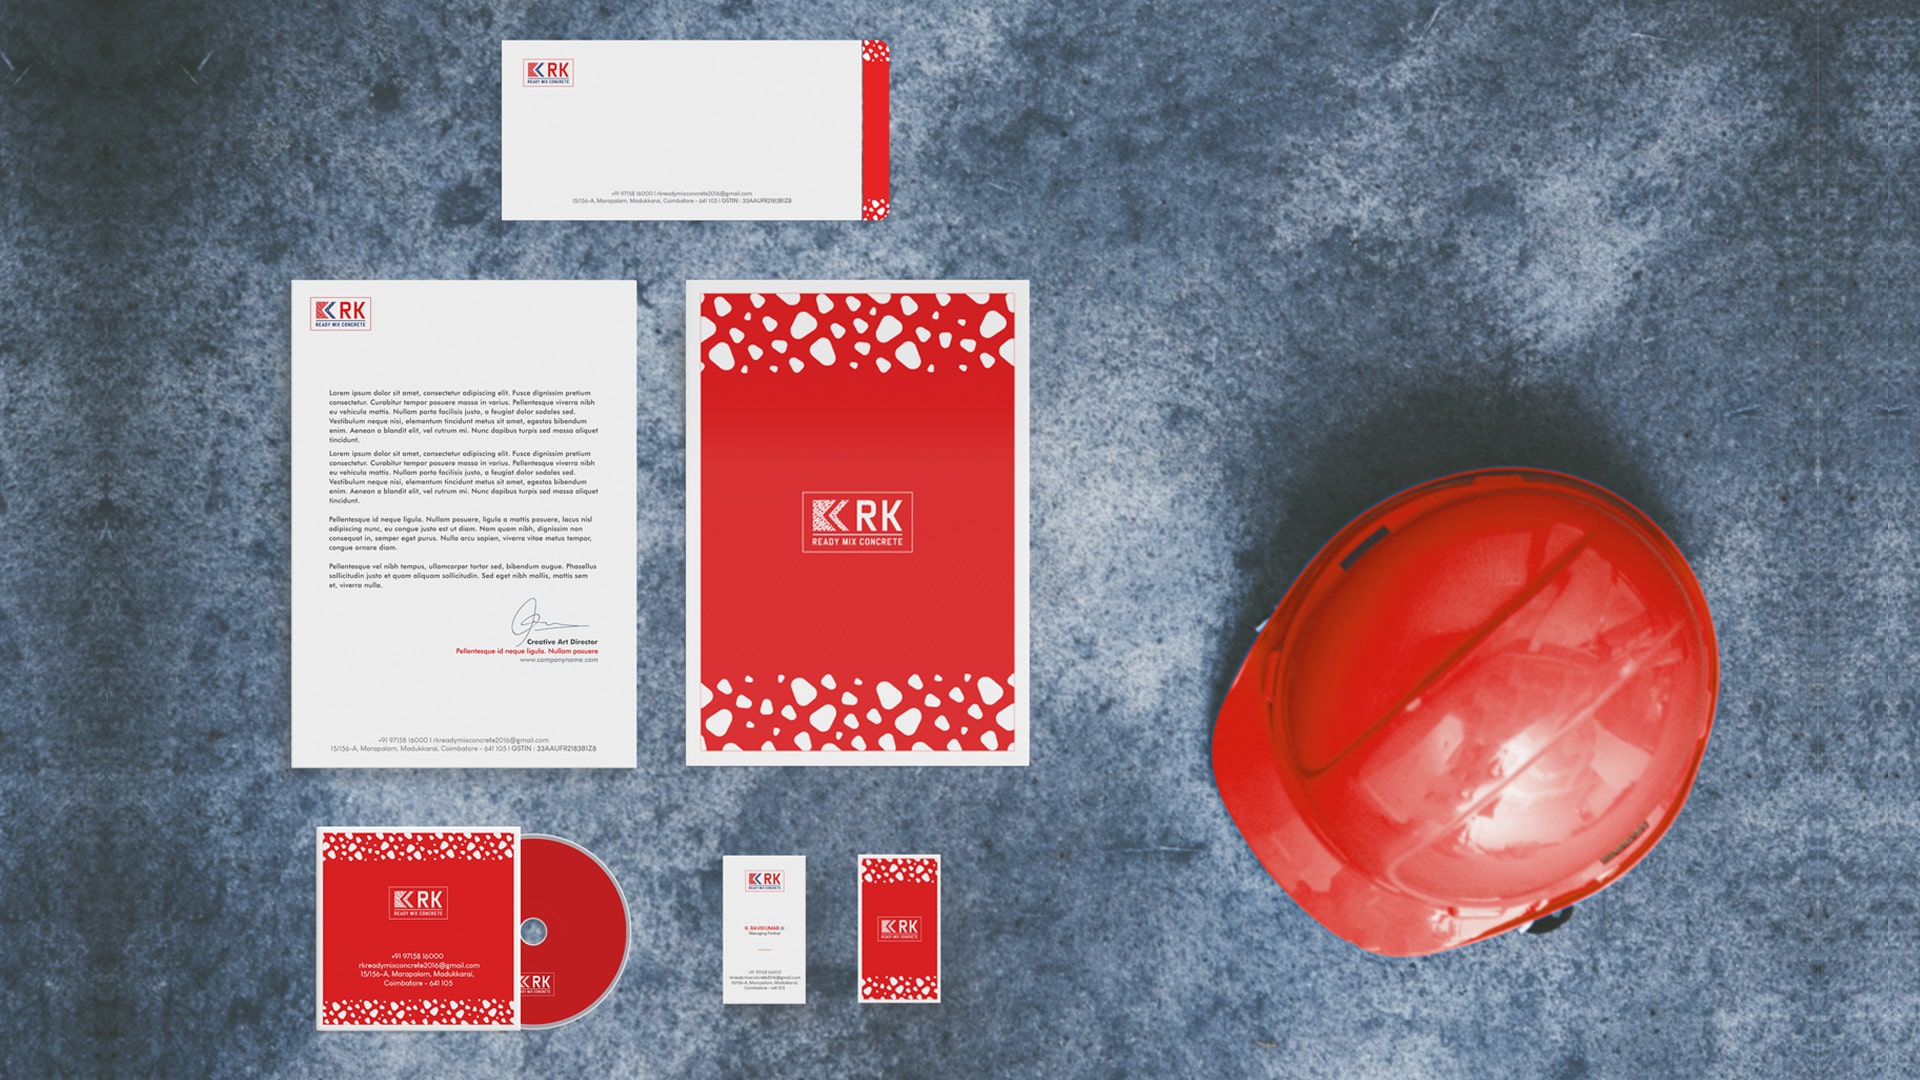 RK
READY MIX CONCRETE
+91 97158 16000 I rkreadymixconcrete2016@gmail.com
15/156-A, Marapalam, Madukkarai, Coimbatore - 641 105 I GSTIN : 33AAUFR2183B1Z8
RK
READY MIX CONCRETE
Lorem ipsum dolor sit amet, consectetur adipiscing elit. Fusce dignissim pretium
consectetur. Curabitur tempor posuere massa in varius. Pellentesque viverra nibh
eu vehicula mattis. Nullam porta facilisis justo, a feugiat dolor sodales sed.
Vestibulum neque nisi, elementum tincidunt metus sit amet, egestas bibendum
enim. Aenean a blandit elit, vel rutrum mi. Nunc dapibus turpis sed massa aliquet
tincidunt.
Lorem ipsum dolor sit amet, consectetur adipiscing elit. Fusce dignissim pretium
consectetur. Curabitur tempor posuere massa in varius. Pellentesque viverra nibh
eu vehicula mattis. Nullam porta facilisis justo, a feugiat dolor sodales sed.
Vestibulum neque nisi, elementum tincidunt metus sit amet, egestas bibendum
enim. Aenean a blandit elit, vel rutrum mi. Nunc dapibus turpis sed massa aliquet
tincidunt.
Pellentesque id neque ligula. Nullam posuere, ligula a mattis posuere, lacus nisl
adipiscing nunc, eu congue justo est ut diam. Nam quam nibh, dignissim non
consequat in, semper eget purus. Nulla arcu sapien, viverra vitae metus tempor,
congue ornare diam.
Pellentesque vel nibh tempus, ullamcorper tortor sed, bibendum augue. Phasellus
sollicitudin justo et quam aliquam sollicitudin. Sed eget nibh mollis, mattis sem
et, viverra nulla.
Creative Art Director
Pellentesque id neque ligula. Nullam posuere
www.companyname.com
+91 97158 16000 I rkreadymixconcrete2016@gmail.com
15/156-A, Marapalam, Madukkarai, Coimbatore - 641 105 I GSTIN : 33AAUFR2183B1Z8
RK
READY MIX CONCRETE
RK
READY MIX CONCRETE
+91 97158 16000
rkreadymixconcrete2016@gmail.com
15/156-A, Marapalam, Madukkarai,
Coimbatore - 641 105
RK
READY MIX CONCRETE
RK
READY MIX CONCRETE
K. RAVIKUMAR
Managing Partner
+91 97158 16000
rkreadymixconcrete2016@gmail.com
15/156-A, Marapalam, Madukkarai,
Coimbatore - 641 105
RK
READY MIX CONCRETE